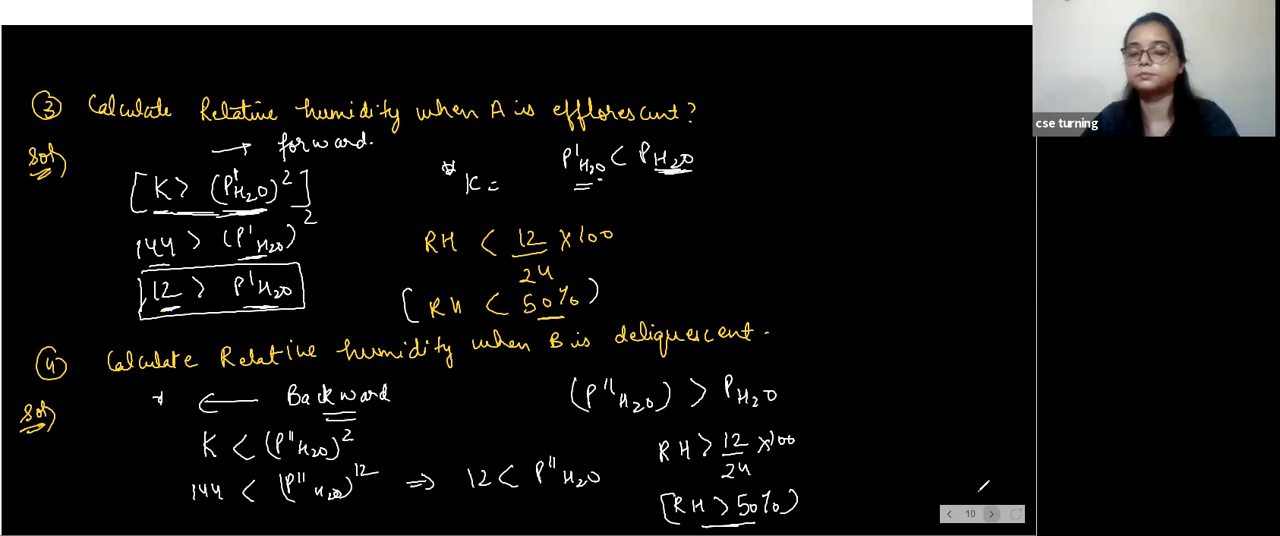 ③ Calculate Relative humidity when A is efflorescent?
Sol
→ forward.
[K > (P'H₂O)²]
144 > (P'H₂O)²
12 > P'H₂O
* K =
P'H₂O < PH₂O
RH < 12/24 × 100
[RH < 50%)
④ Calculate Relative humidity when B is deliquescent.
Sol
* ← Backward
K < (P''H₂O)²
144 < (P''H₂O)¹² ⇒ 12 < P''H₂O
(P''H₂O) > PH₂O
RH > 12/24 × 100
[RH > 50%)
cse turning
10